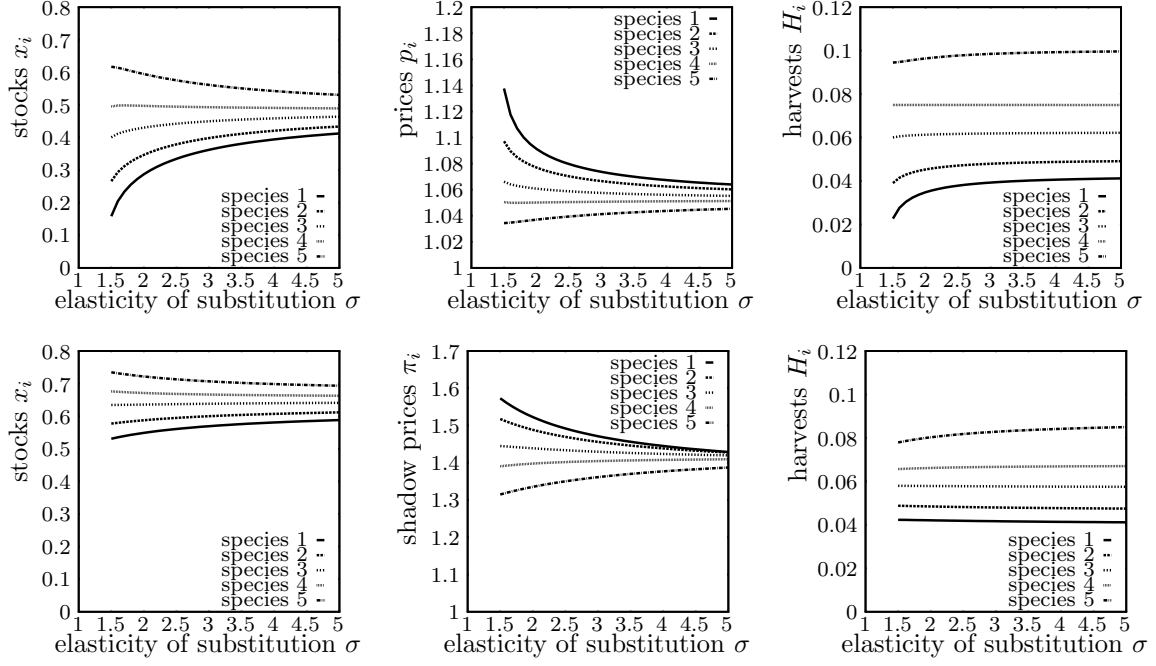 stocks x_i
0.8
0.7
0.6
0.5
0.4
0.3
0.2
0.1
0
species 1
species 2
species 3
species 4
species 5
1 1.5 2 2.5 3 3.5 4 4.5 5
elasticity of substitution σ
prices p_i
1.2
1.18
1.16
1.14
1.12
1.1
1.08
1.06
1.04
1.02
1
species 1
species 2
species 3
species 4
species 5
1 1.5 2 2.5 3 3.5 4 4.5 5
elasticity of substitution σ
harvests H_i
0.12
0.1
0.08
0.06
0.04
0.02
0
species 1
species 2
species 3
species 4
species 5
1 1.5 2 2.5 3 3.5 4 4.5 5
elasticity of substitution σ
stocks x_i
0.8
0.7
0.6
0.5
0.4
0.3
0.2
0.1
0
species 1
species 2
species 3
species 4
species 5
1 1.5 2 2.5 3 3.5 4 4.5 5
elasticity of substitution σ
shadow prices π_i
1.7
1.6
1.5
1.4
1.3
1.2
1.1
1
species 1
species 2
species 3
species 4
species 5
1 1.5 2 2.5 3 3.5 4 4.5 5
elasticity of substitution σ
harvests H_i
0.12
0.1
0.08
0.06
0.04
0.02
0
species 1
species 2
species 3
species 4
species 5
1 1.5 2 2.5 3 3.5 4 4.5 5
elasticity of substitution σ